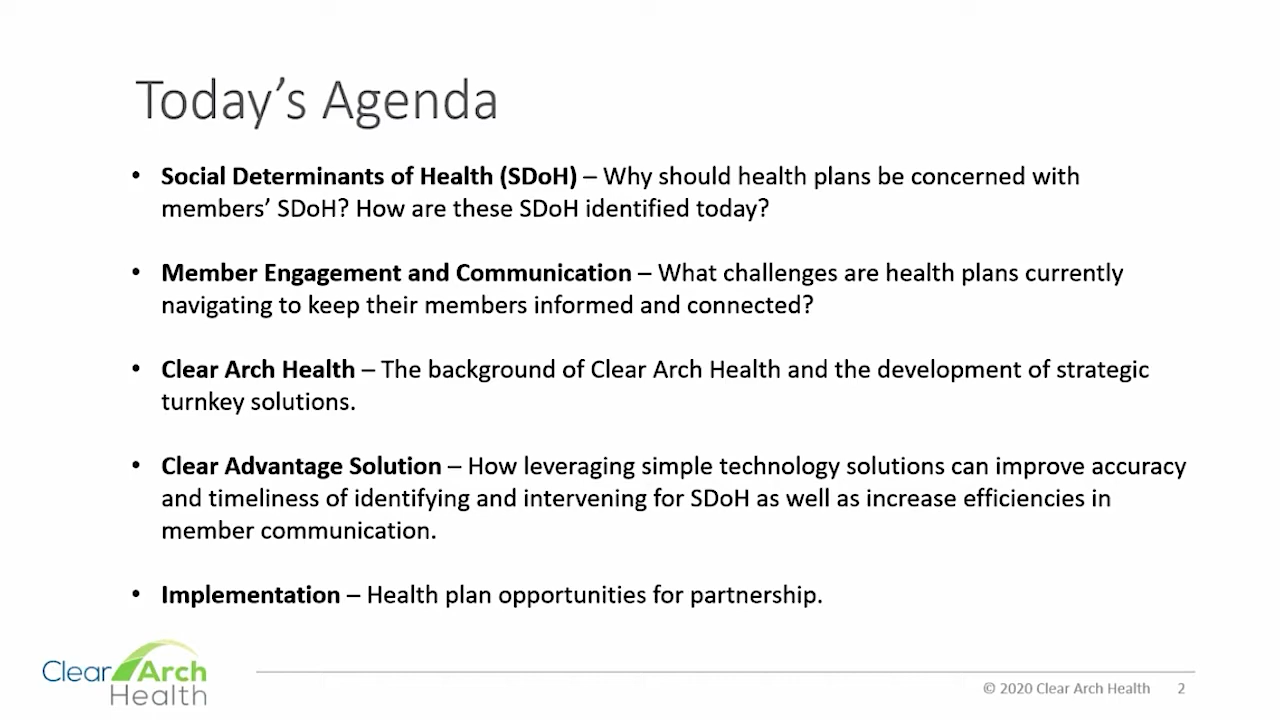 Today's Agenda
• Social Determinants of Health (SDoH) – Why should health plans be concerned with
members' SDoH? How are these SDoH identified today?
• Member Engagement and Communication – What challenges are health plans currently
navigating to keep their members informed and connected?
• Clear Arch Health – The background of Clear Arch Health and the development of strategic
turnkey solutions.
• Clear Advantage Solution – How leveraging simple technology solutions can improve accuracy
and timeliness of identifying and intervening for SDoH as well as increase efficiencies in
member communication.
• Implementation – Health plan opportunities for partnership.
Clear Arch
Health
© 2020 Clear Arch Health 2